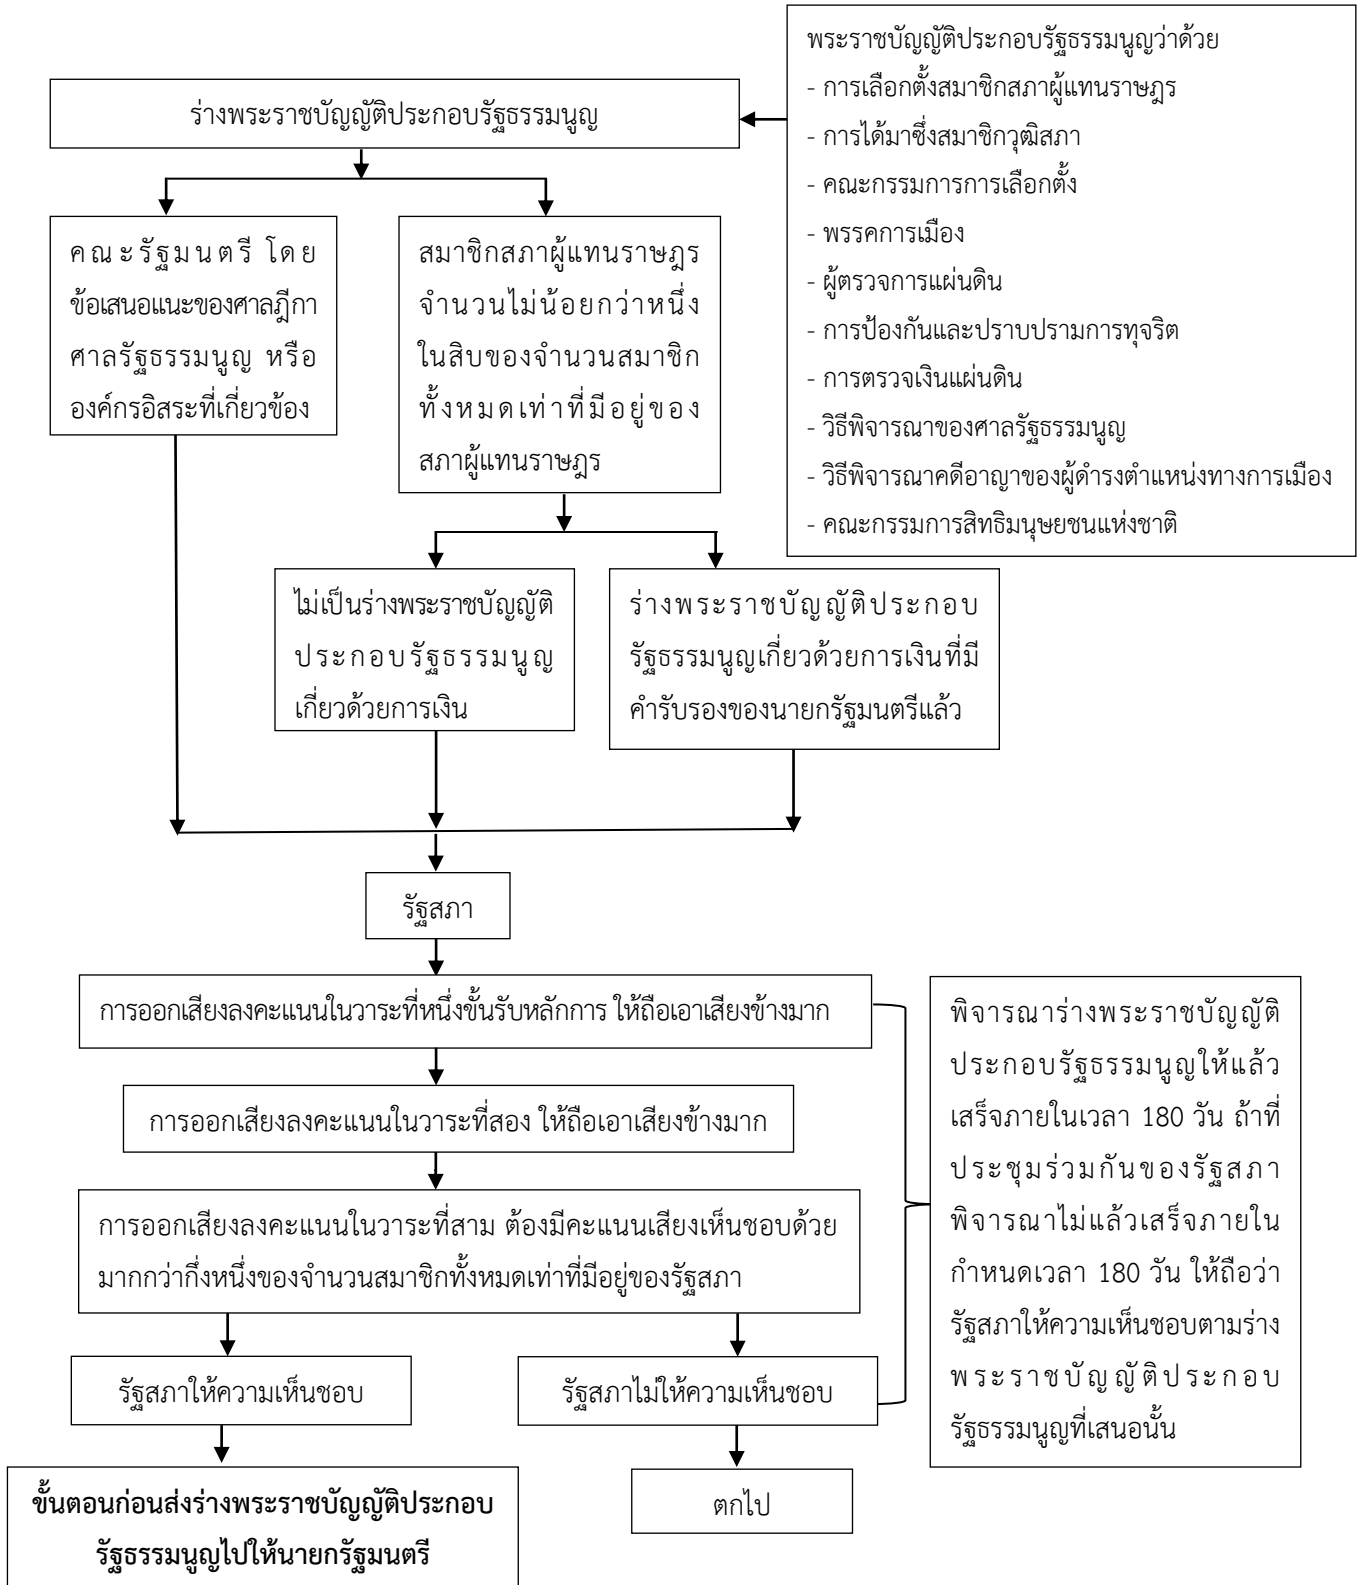 พระราชบัญญัติประกอบรัฐธรรมนูญว่าด้วย
- การเลือกตั้งสมาชิกสภาผู้แทนราษฎร
- การได้มาซึ่งสมาชิกวุฒิสภา
- คณะกรรมการการเลือกตั้ง
- พรรคการเมือง
- ผู้ตรวจการแผ่นดิน
- การป้องกันและปราบปรามการทุจริต
- การตรวจเงินแผ่นดิน
- วิธีพิจารณาของศาลรัฐธรรมนูญ
- วิธีพิจารณาคดีอาญาของผู้ดำรงตำแหน่งทางการเมือง
- คณะกรรมการสิทธิมนุษยชนแห่งชาติ
ร่างพระราชบัญญัติประกอบรัฐธรรมนูญ
คณะรัฐมนตรี โดย
ข้อเสนอแนะของศาลฎีกา
ศาลรัฐธรรมนูญ หรือ
องค์กรอิสระที่เกี่ยวข้อง
สมาชิกสภาผู้แทนราษฎร
จำนวนไม่น้อยกว่าหนึ่ง
ในสิบของจำนวนสมาชิก
ทั้งหมดเท่าที่มีอยู่ของ
สภาผู้แทนราษฎร
ไม่เป็นร่างพระราชบัญญัติ
ประกอบรัฐธรรมนูญ
เกี่ยวด้วยการเงิน
ร่างพระราชบัญญัติประกอบ
รัฐธรรมนูญเกี่ยวด้วยการเงินที่มี
คำรับรองของนายกรัฐมนตรีแล้ว
รัฐสภา
การออกเสียงลงคะแนนในวาระที่หนึ่งขั้นรับหลักการ ให้ถือเอาเสียงข้างมาก
การออกเสียงลงคะแนนในวาระที่สอง ให้ถือเอาเสียงข้างมาก
การออกเสียงลงคะแนนในวาระที่สาม ต้องมีคะแนนเสียงเห็นชอบด้วย
มากกว่ากึ่งหนึ่งของจำนวนสมาชิกทั้งหมดเท่าที่มีอยู่ของรัฐสภา
พิจารณาร่างพระราชบัญญัติ
ประกอบรัฐธรรมนูญให้แล้ว
เสร็จภายในเวลา 180 วัน ถ้าที่
ประชุมร่วมกันของรัฐสภา
พิจารณาไม่แล้วเสร็จภายใน
กำหนดเวลา 180 วัน ให้ถือว่า
รัฐสภาให้ความเห็นชอบตามร่าง
พระราชบัญญัติประกอบ
รัฐธรรมนูญที่เสนอนั้น
รัฐสภาให้ความเห็นชอบ
รัฐสภาไม่ให้ความเห็นชอบ
ขั้นตอนก่อนส่งร่างพระราชบัญญัติประกอบ
รัฐธรรมนูญไปให้นายกรัฐมนตรี
ตกไป